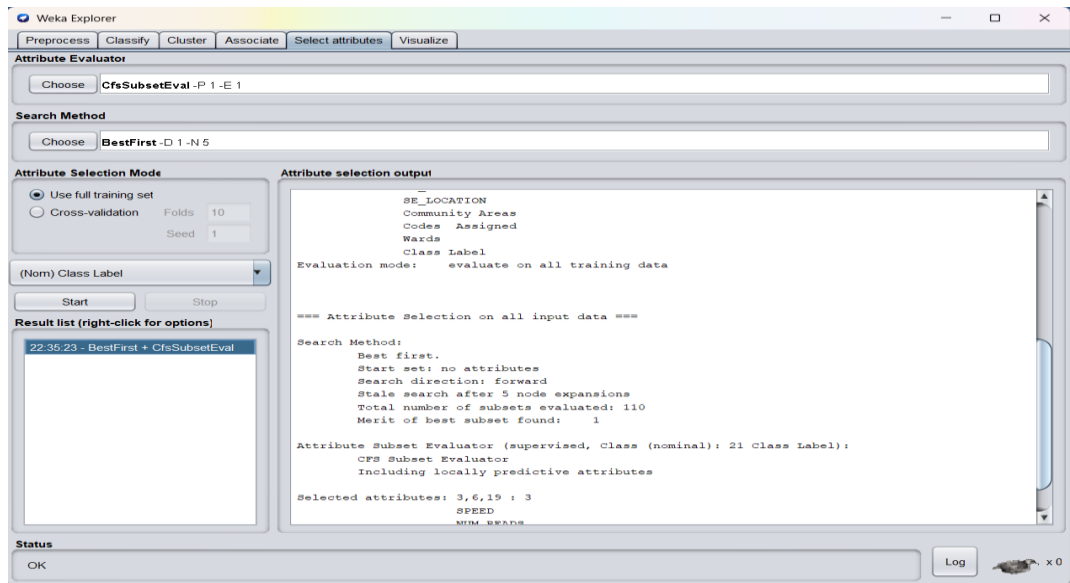 Weka Explorer
Preprocess Classify Cluster Associate Select attributes Visualize
Attribute Evaluator
Choose CfsSubsetEval -P 1 -E 1
Search Method
Choose BestFirst -D 1 -N 5
Attribute Selection Mode
Use full training set
Cross-validation Folds 10
Seed 1
(Nom) Class Label
Start Stop
Result list (right-click for options)
22:35:23 - BestFirst + CfsSubsetEval
Attribute selection output
SE_LOCATION
Community Areas
Codes Assigned
Wards
Class Label
Evaluation mode: evaluate on all training data
=== Attribute Selection on all input data ===
Search Method:
Best first.
Start set: no attributes
Search direction: forward
Stale search after 5 node expansions
Total number of subsets evaluated: 110
Merit of best subset found: 1
Attribute Subset Evaluator (supervised, Class (nominal): 21 Class Label):
CFS Subset Evaluator
Including locally predictive attributes
Selected attributes: 3,6,19 : 3
SPEED
NUM_READS
Status
OK
Log x 0